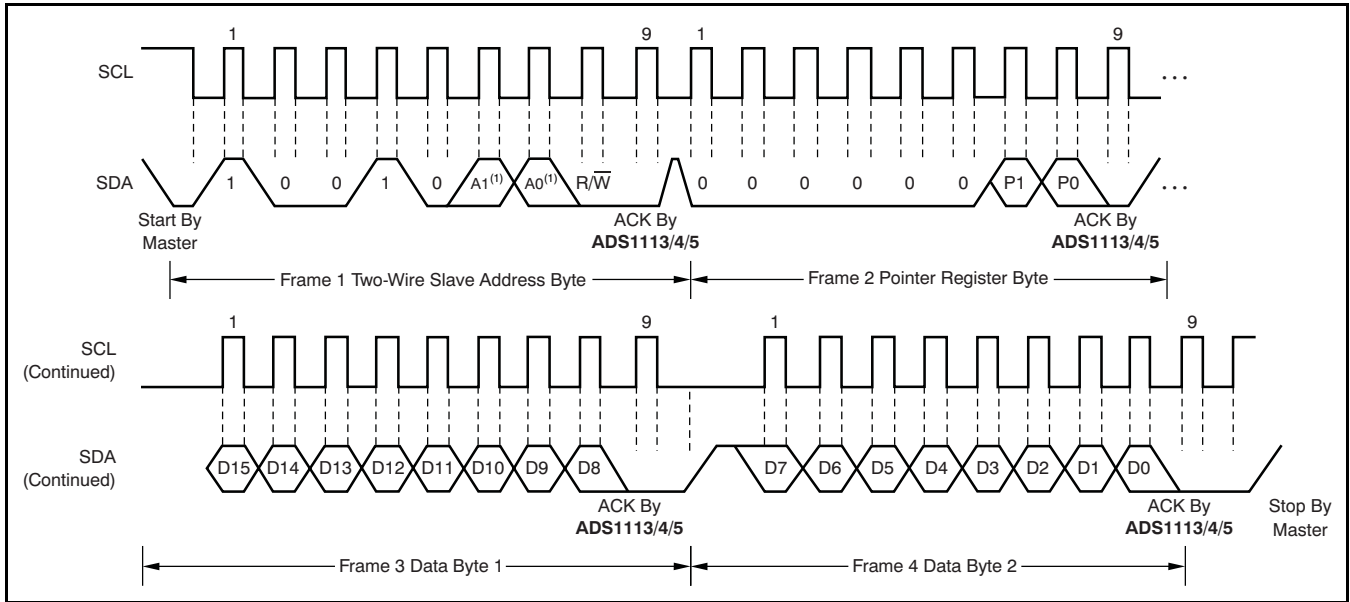 1 9 1 9
SCL ...
SDA 1 0 0 1 0 A1(1) A0(1) R/W̅ 0 0 0 0 0 0 P1 P0 ...
Start By Master
ACK By ADS1113/4/5
ACK By ADS1113/4/5
Frame 1 Two-Wire Slave Address Byte
Frame 2 Pointer Register Byte
1 9 1 9
SCL (Continued)
SDA (Continued) D15 D14 D13 D12 D11 D10 D9 D8 D7 D6 D5 D4 D3 D2 D1 D0
ACK By ADS1113/4/5
ACK By ADS1113/4/5
Stop By Master
Frame 3 Data Byte 1
Frame 4 Data Byte 2